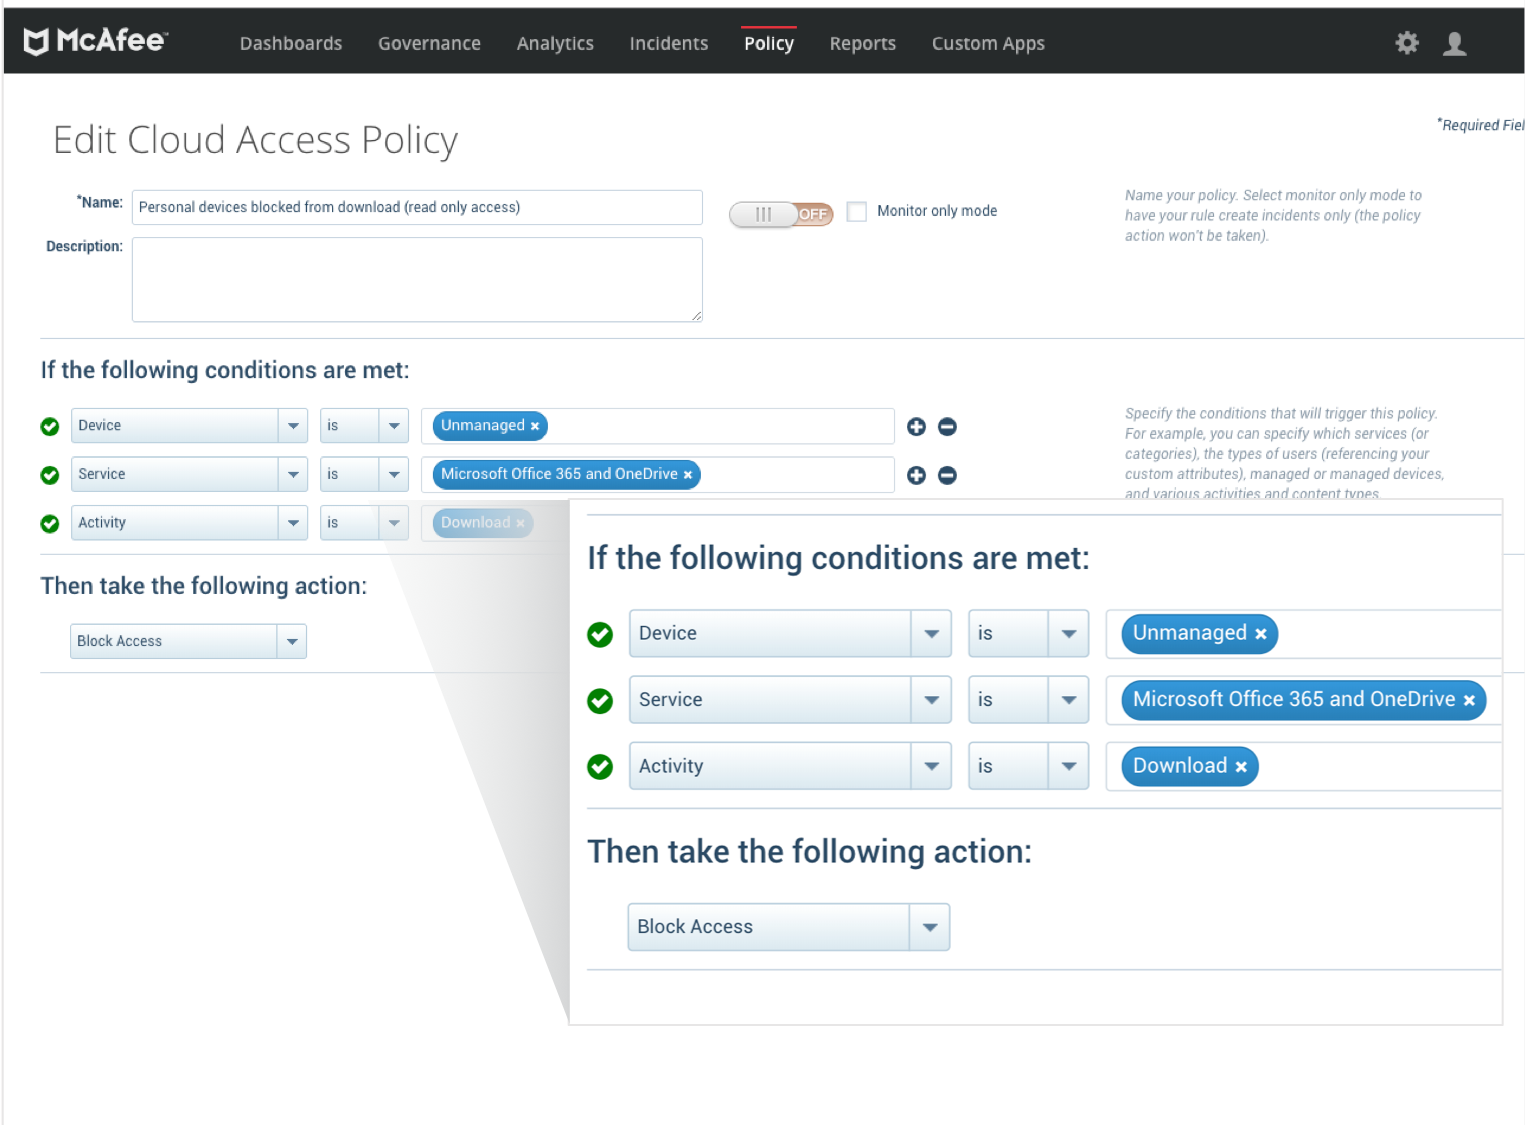 McAfee™
Dashboards Governance Analytics Incidents Policy Reports Custom Apps
Edit Cloud Access Policy
*Required Fiel
*Name:
Personal devices blocked from download (read only access)
OFF
Monitor only mode
Name your policy. Select monitor only mode to
have your rule create incidents only (the policy
action won't be taken).
Description:
If the following conditions are met:
Device is Unmanaged ×
Service is Microsoft Office 365 and OneDrive ×
Activity is Download ×
Specify the conditions that will trigger this policy.
For example, you can specify which services (or
categories), the types of users (referencing your
custom attributes), managed or managed devices,
and various activities and content types.
Then take the following action:
Block Access
If the following conditions are met:
Device is Unmanaged ×
Service is Microsoft Office 365 and OneDrive ×
Activity is Download ×
Then take the following action:
Block Access